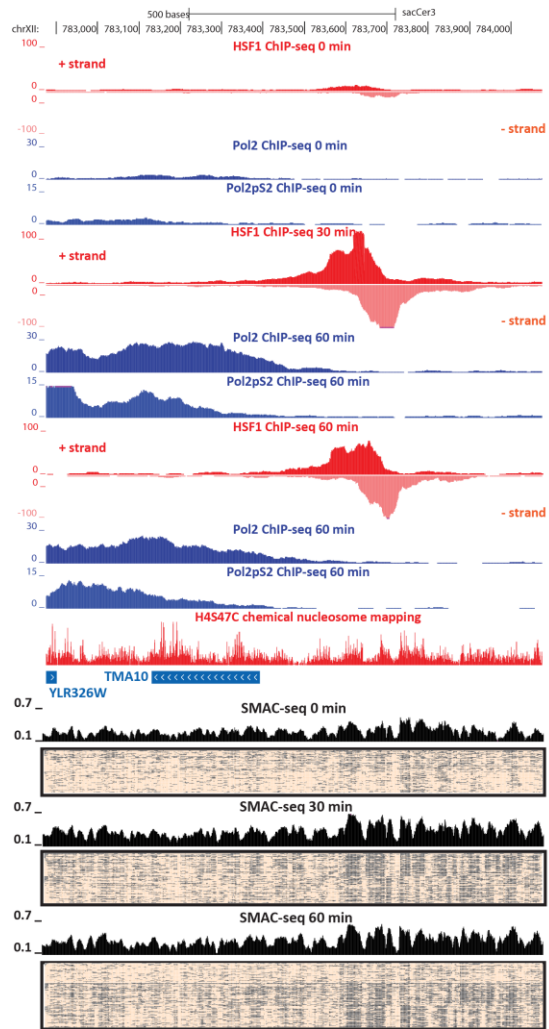 500 bases sacCer3
chrXII: 783,000 783,100 783,200 783,300 783,400 783,500 783,600 783,700 783,800 783,900 784,000
HSF1 ChIP-seq 0 min
100
+ strand
0
0
-100
- strand
Pol2 ChIP-seq 0 min
30
0
Pol2pS2 ChIP-seq 0 min
15
0
HSF1 ChIP-seq 30 min
100
+ strand
0
0
-100
- strand
Pol2 ChIP-seq 60 min
30
0
Pol2pS2 ChIP-seq 60 min
15
0
HSF1 ChIP-seq 60 min
100
+ strand
0
0
-100
- strand
Pol2 ChIP-seq 60 min
30
0
Pol2pS2 ChIP-seq 60 min
15
0
H4S47C chemical nucleosome mapping
TMA10
YLR326W
SMAC-seq 0 min
0.7
0.1
SMAC-seq 30 min
0.7
0.1
SMAC-seq 60 min
0.7
0.1